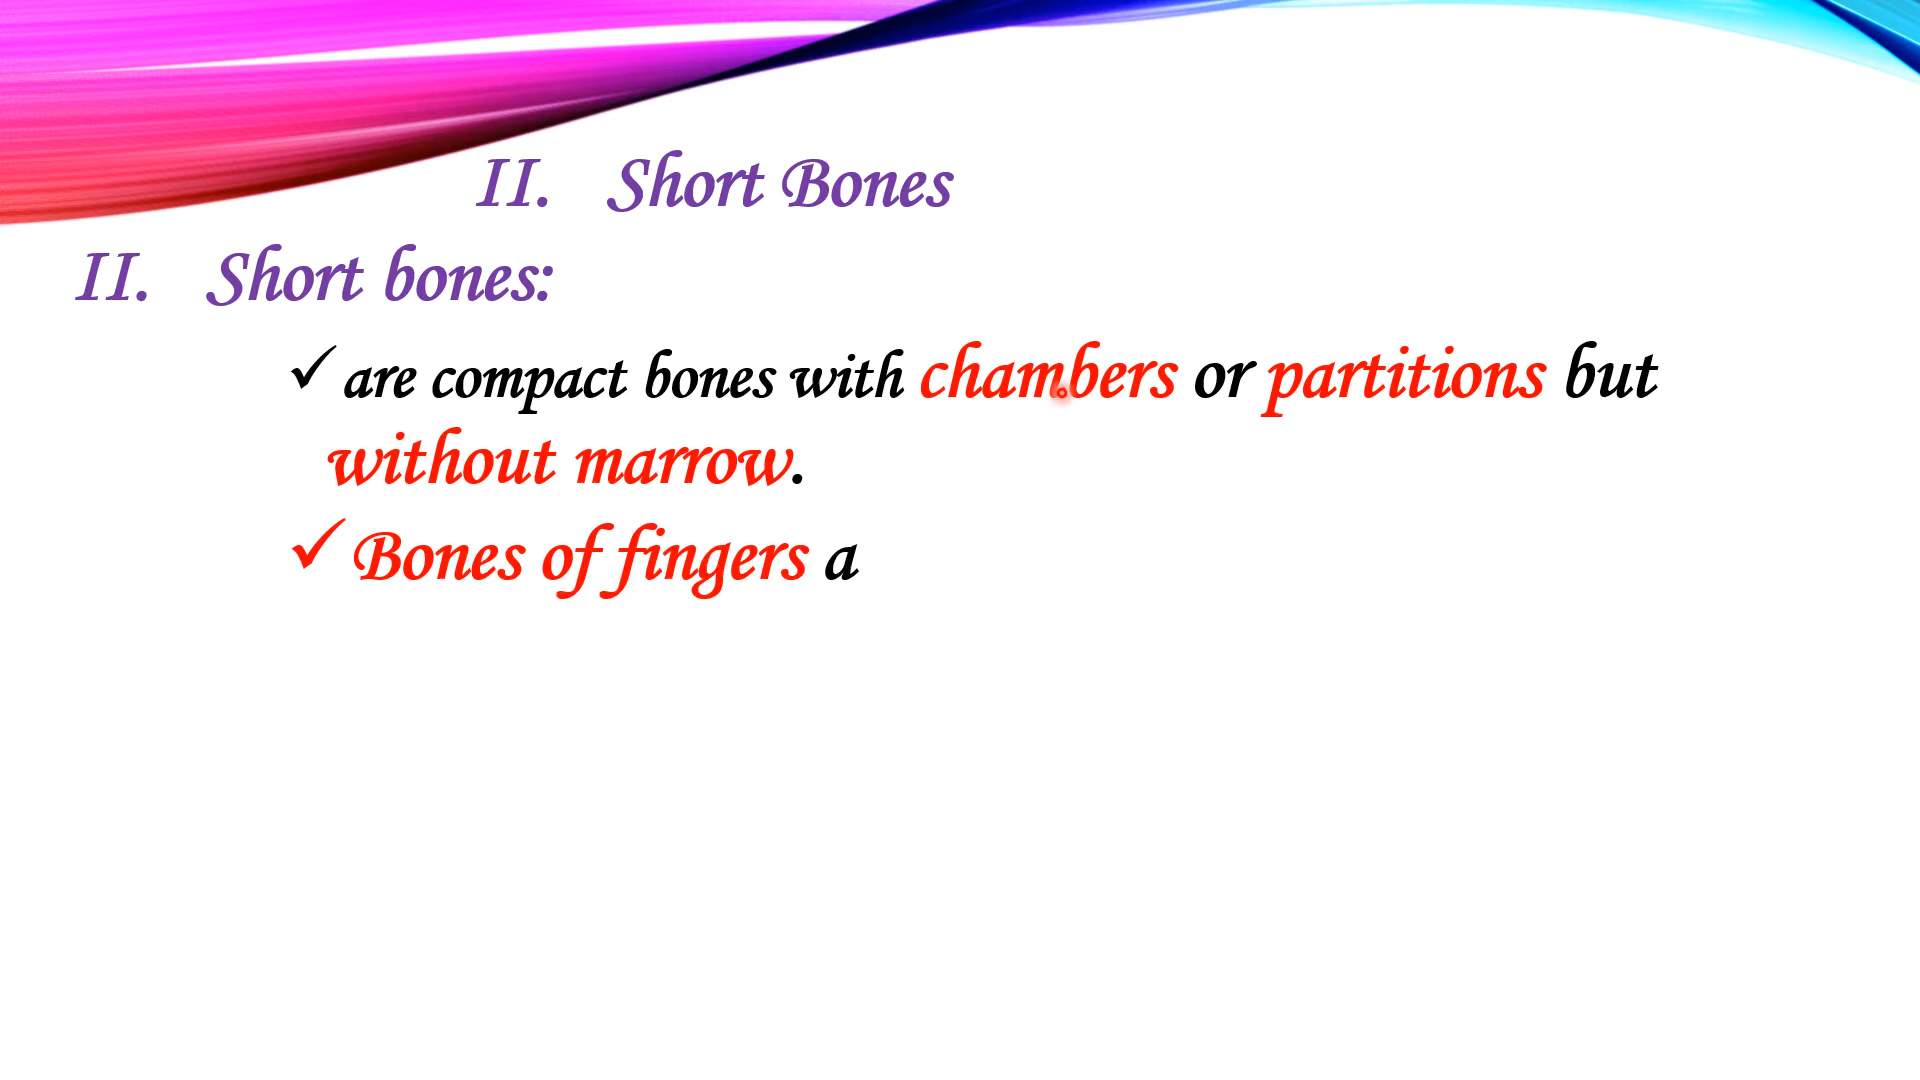 II. Short Bones
II. Short bones:
✓ are compact bones with chambers or partitions but
without marrow.
✓ Bones of fingers a